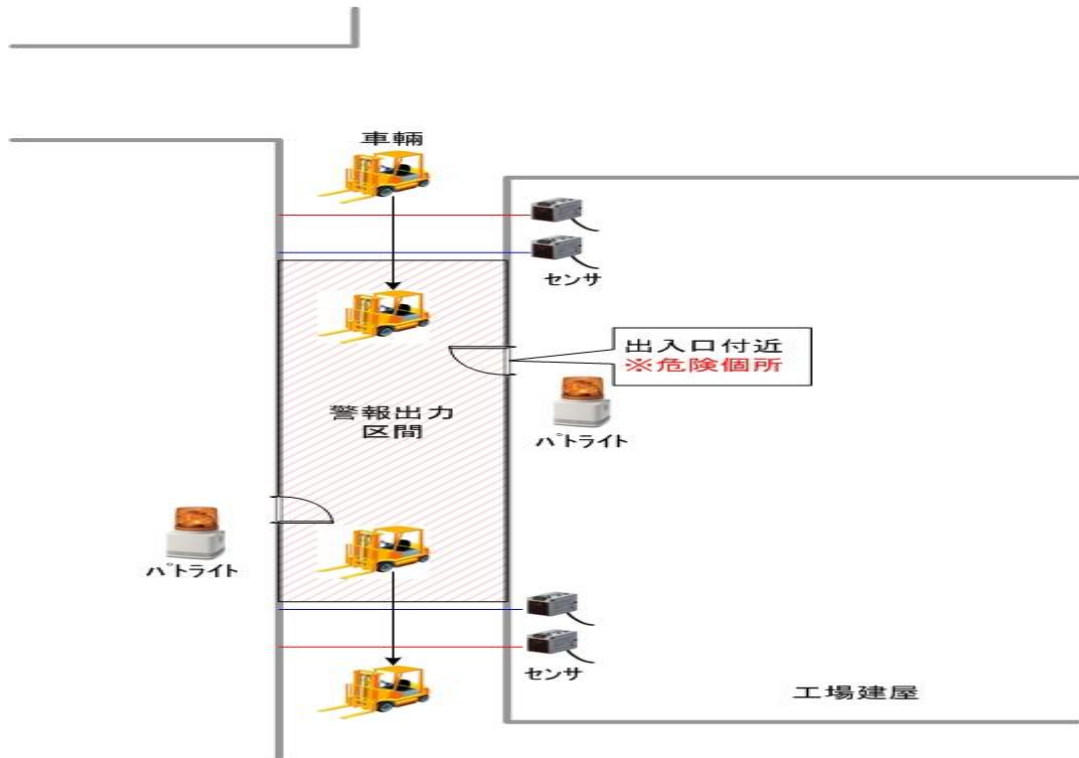 車輛
センサ
出入口付近
※危険個所
警報出力
区間
パトライト
パトライト
センサ
工場建屋